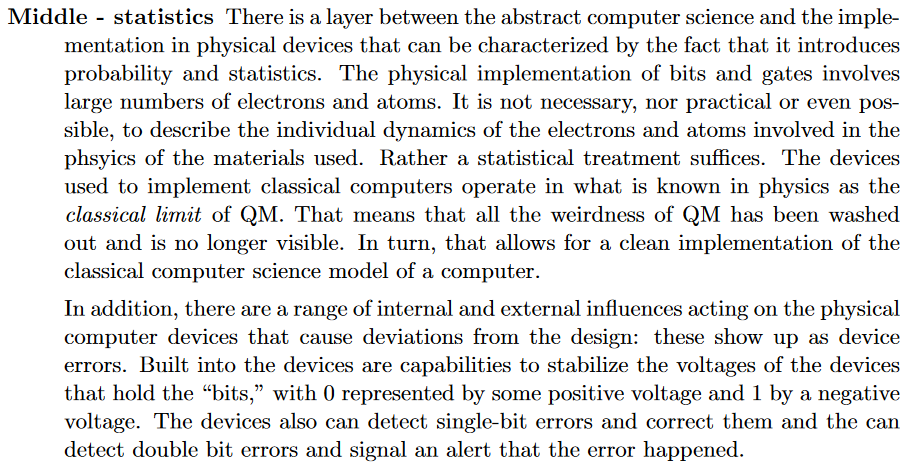 Middle - statistics There is a layer between the abstract computer science and the imple-
mentation in physical devices that can be characterized by the fact that it introduces
probability and statistics. The physical implementation of bits and gates involves
large numbers of electrons and atoms. It is not necessary, nor practical or even pos-
sible, to describe the individual dynamics of the electrons and atoms involved in the
phsyics of the materials used. Rather a statistical treatment suffices. The devices
used to implement classical computers operate in what is known in physics as the
classical limit of QM. That means that all the weirdness of QM has been washed
out and is no longer visible. In turn, that allows for a clean implementation of the
classical computer science model of a computer.
In addition, there are a range of internal and external influences acting on the physical
computer devices that cause deviations from the design: these show up as device
errors. Built into the devices are capabilities to stabilize the voltages of the devices
that hold the “bits,” with 0 represented by some positive voltage and 1 by a negative
voltage. The devices also can detect single-bit errors and correct them and the can
detect double bit errors and signal an alert that the error happened.